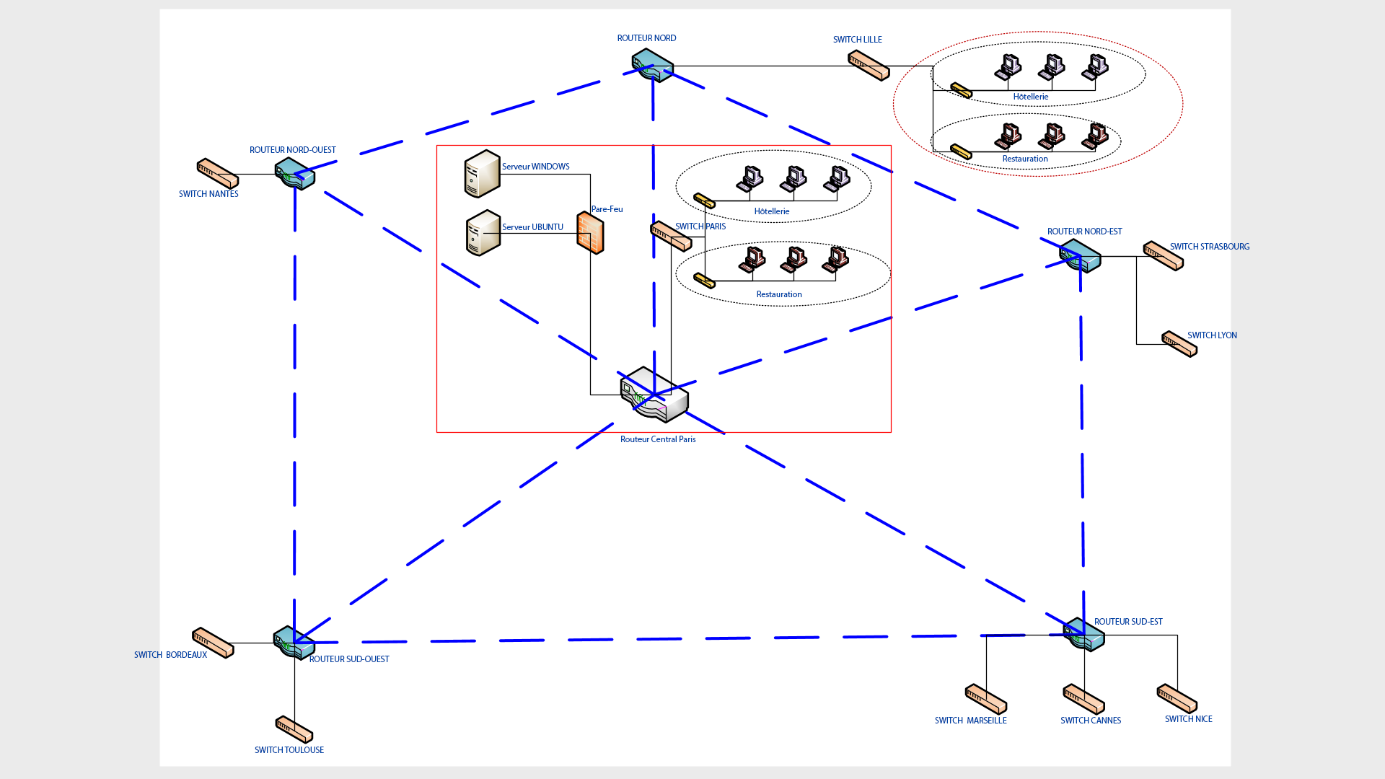 ROUTEUR NORD
SWITCH LILLE
Hôtellerie
Restauration
ROUTEUR NORD-OUEST
SWITCH NANTES
Serveur WINDOWS
Pare-Feu
Serveur UBUNTU
SWITCH PARIS
Hôtellerie
Restauration
ROUTEUR NORD-EST
SWITCH STRASBOURG
SWITCH LYON
Routeur Central Paris
SWITCH BORDEAUX
ROUTEUR SUD-OUEST
SWITCH TOULOUSE
ROUTEUR SUD-EST
SWITCH MARSEILLE
SWITCH CANNES
SWITCH NICE